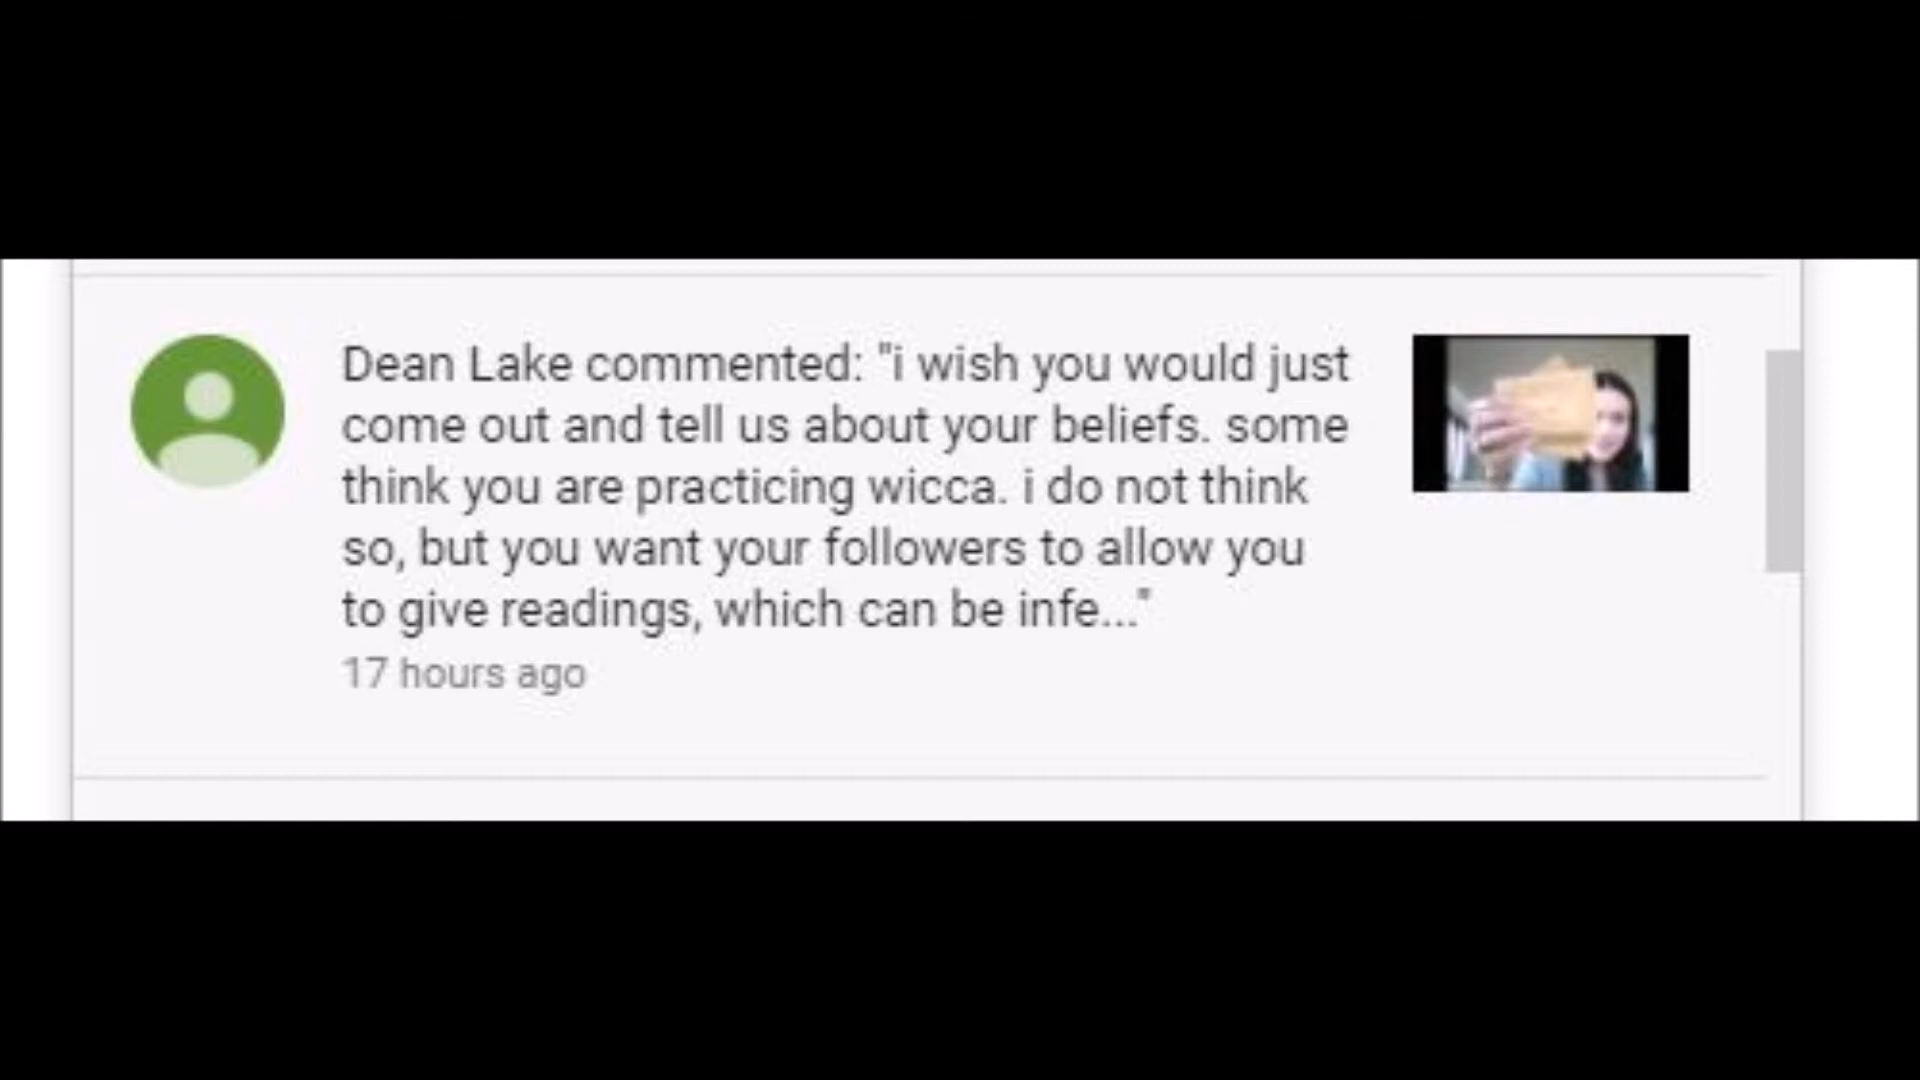 Dean Lake commented: "i wish you would just
come out and tell us about your beliefs. some
think you are practicing wicca. i do not think
so, but you want your followers to allow you
to give readings, which can be infe..."
17 hours ago